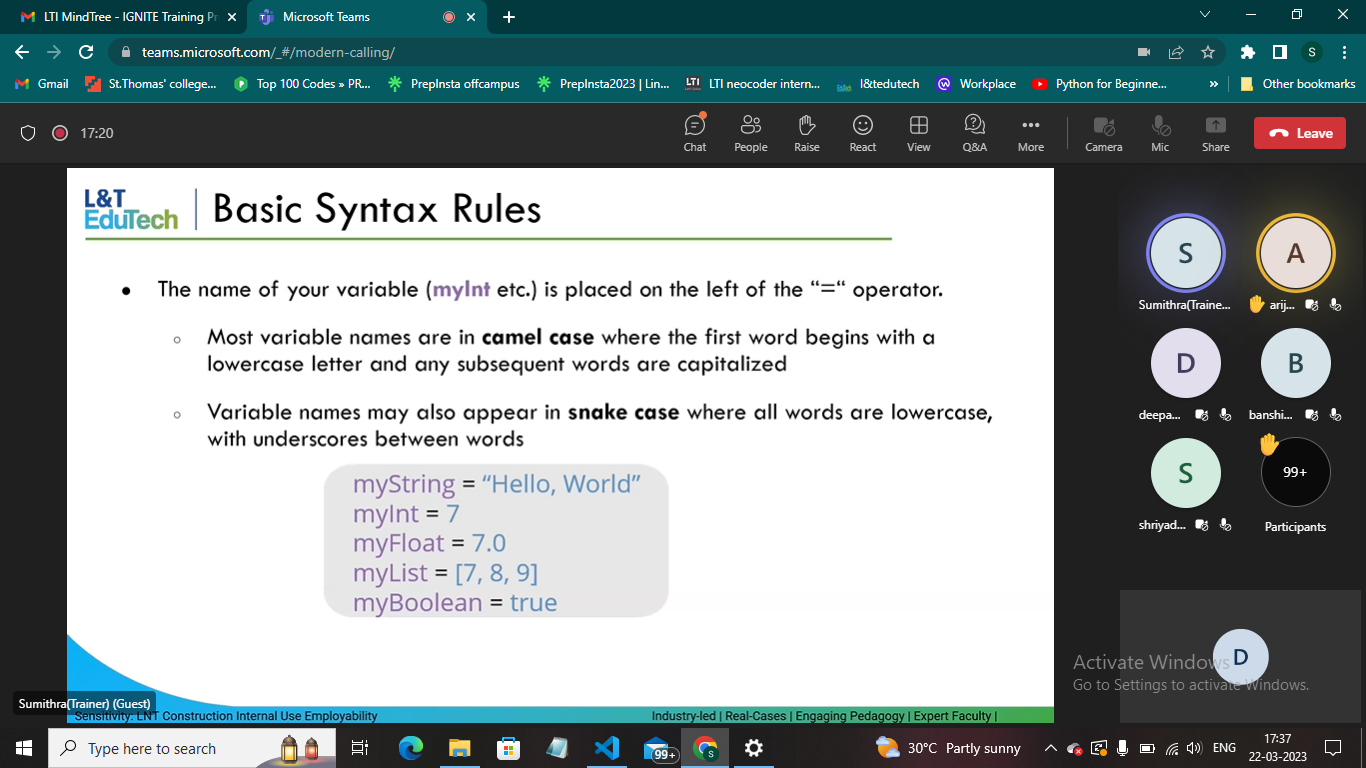 LTI MindTree - IGNITE Training Pr
Microsoft Teams
teams.microsoft.com/_#/modern-calling/
S
Gmail
St.Thomas' college...
Top 100 Codes » PR...
PrepInsta offcampus
PrepInsta2023 | Lin...
LTI neocoder intern...
l&tedutech
Workplace
Python for Beginne...
»
Other bookmarks
17:20
Chat
People
Raise
React
View
Q&A
More
Camera
Mic
Share
Leave
L&T
EduTech
Basic Syntax Rules
• The name of your variable (myInt etc.) is placed on the left of the “=“ operator.
○ Most variable names are in camel case where the first word begins with a
lowercase letter and any subsequent words are capitalized
○ Variable names may also appear in snake case where all words are lowercase,
with underscores between words
myString = “Hello, World”
myInt = 7
myFloat = 7.0
myList = [7, 8, 9]
myBoolean = true
Sumithra(Trainer) (Guest)
Sensitivity: LNT Construction Internal Use Employability
Industry-led | Real-Cases | Engaging Pedagogy | Expert Faculty |
S
A
Sumithra(Traine...
arij...
D
B
deepa...
banshi...
S
99+
shriyad...
Participants
D
Activate Windows
Go to Settings to activate Windows.
Type here to search
99+
S
30°C Partly sunny
ENG
17:37
22-03-2023